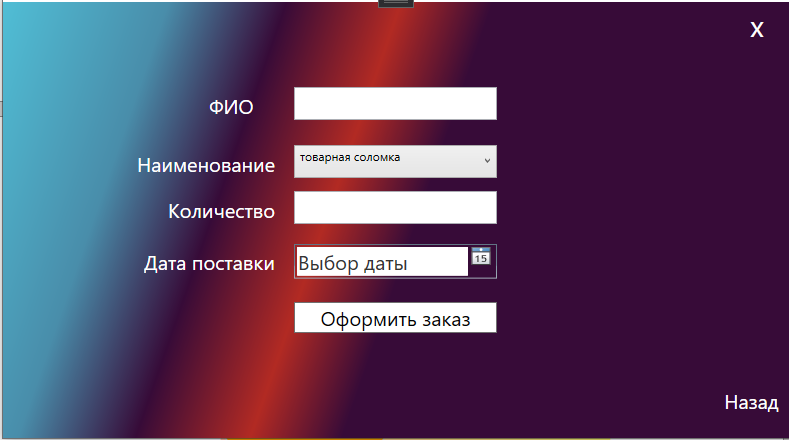 X
ФИО
Наименование
товарная соломка
Количество
Дата поставки
Выбор даты
15
Оформить заказ
Назад